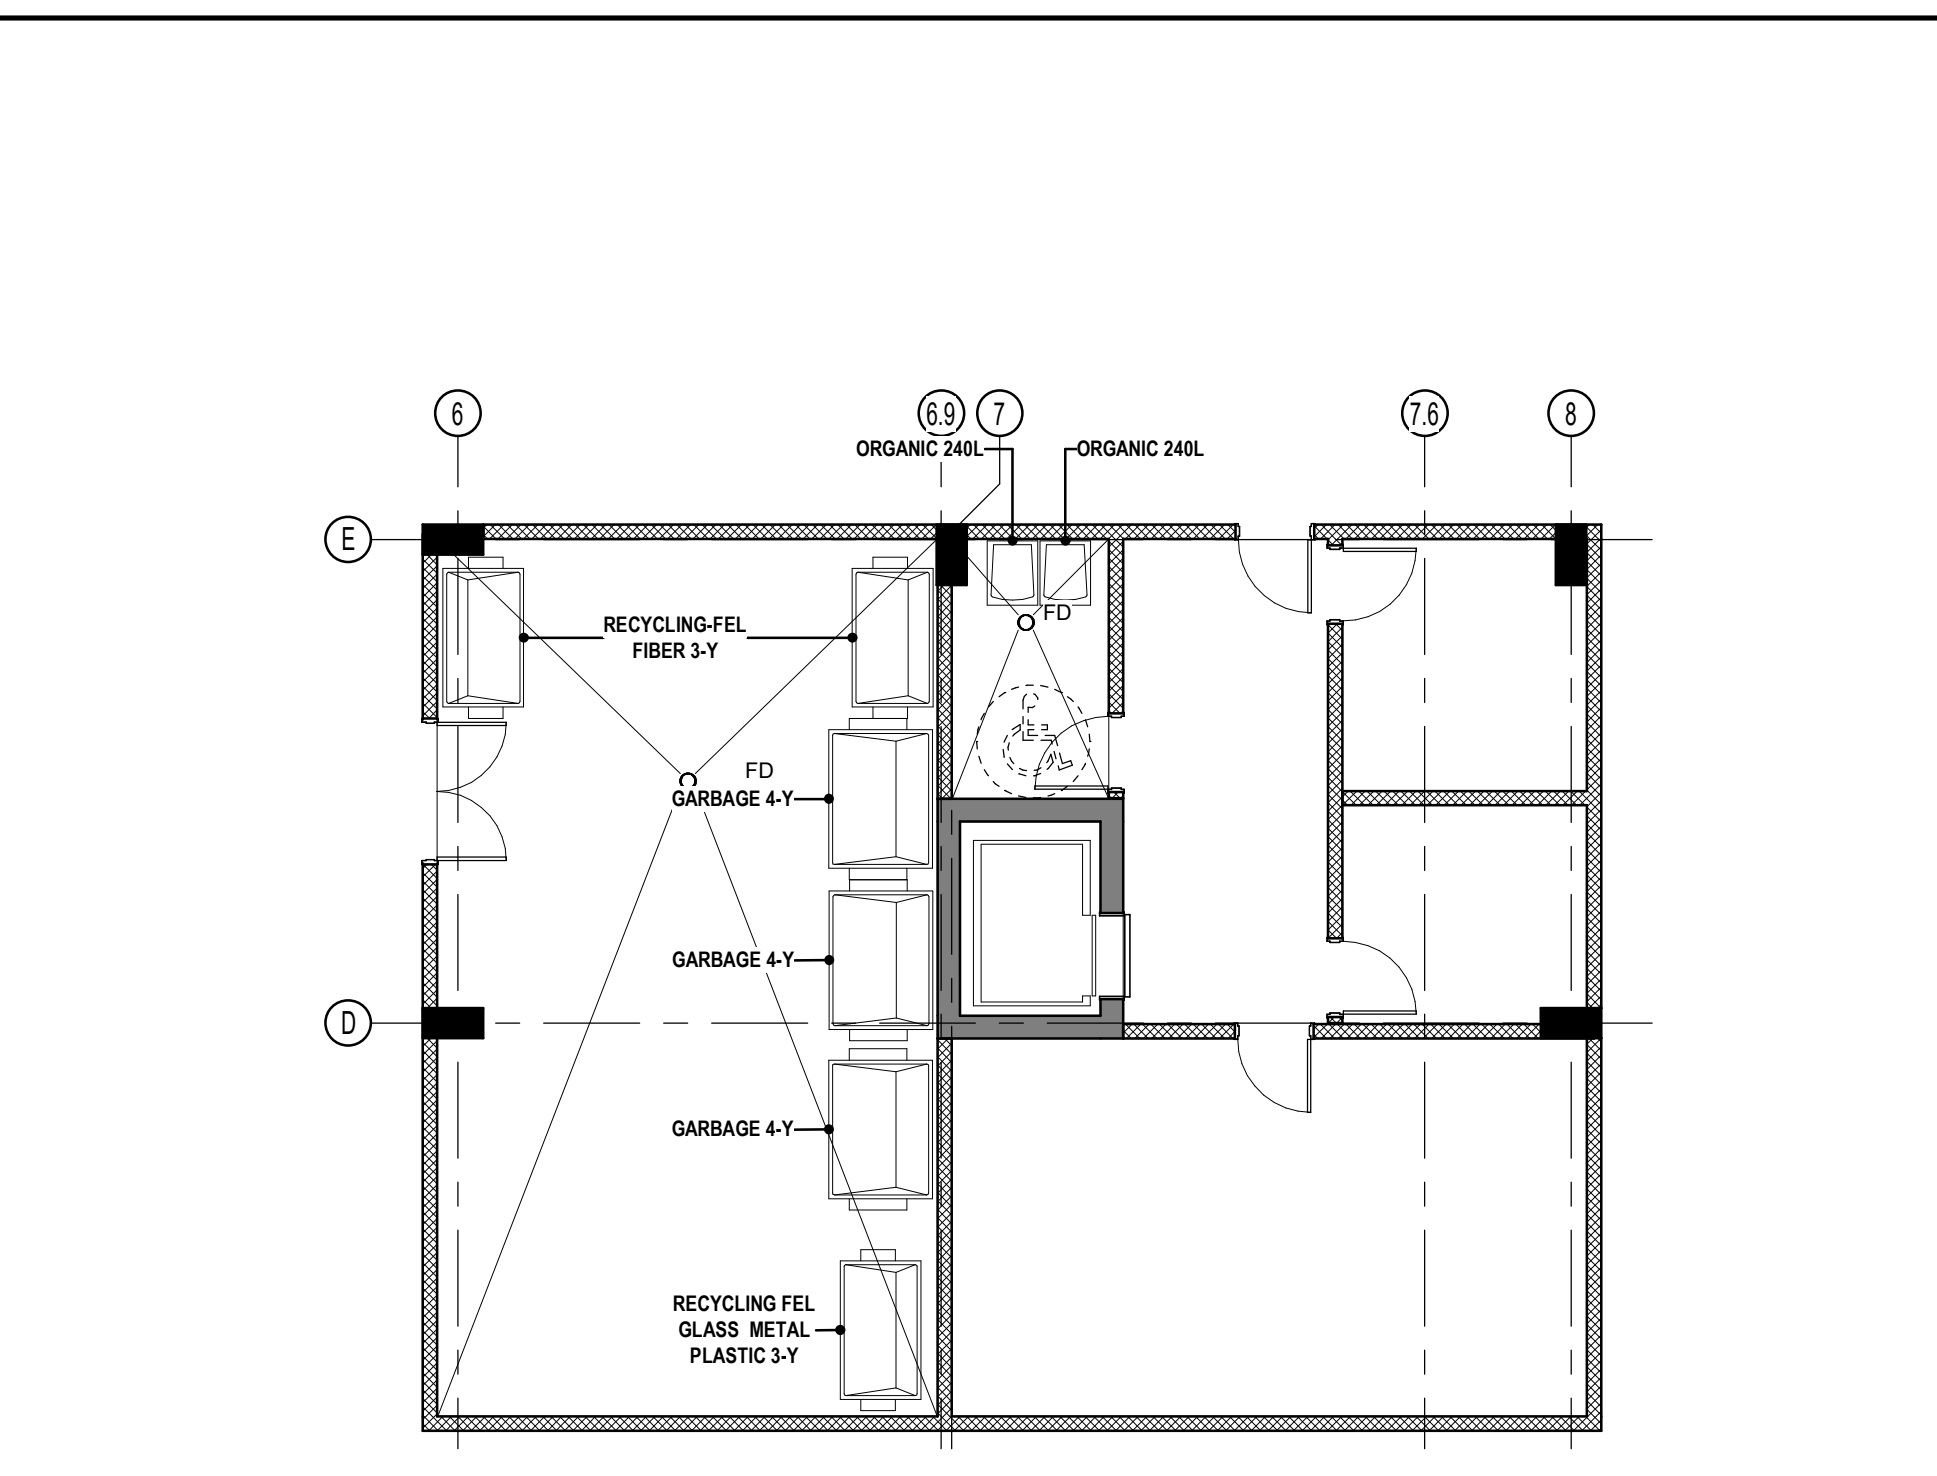 6
6.9
7
7.6
8
ORGANIC 240L
ORGANIC 240L
E
FD
RECYCLING-FEL
FIBER 3-Y
FD
GARBAGE 4-Y
GARBAGE 4-Y
D
GARBAGE 4-Y
RECYCLING FEL
GLASS METAL
PLASTIC 3-Y